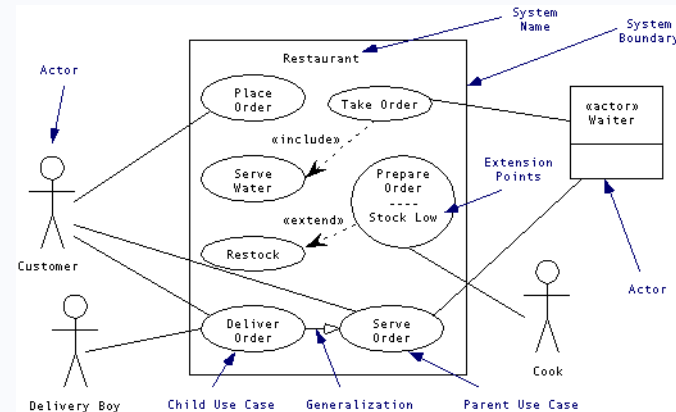 System
Name
System
Boundary
Restaurant
Actor
Place
Order
Take Order
«actor»
Waiter
«include»
Serve
Water
Prepare
Order
----
Stock Low
Extension
Points
«extend»
Restock
Customer
Actor
Deliver
Order
Serve
Order
Cook
Delivery Boy
Child Use Case
Generalization
Parent Use Case